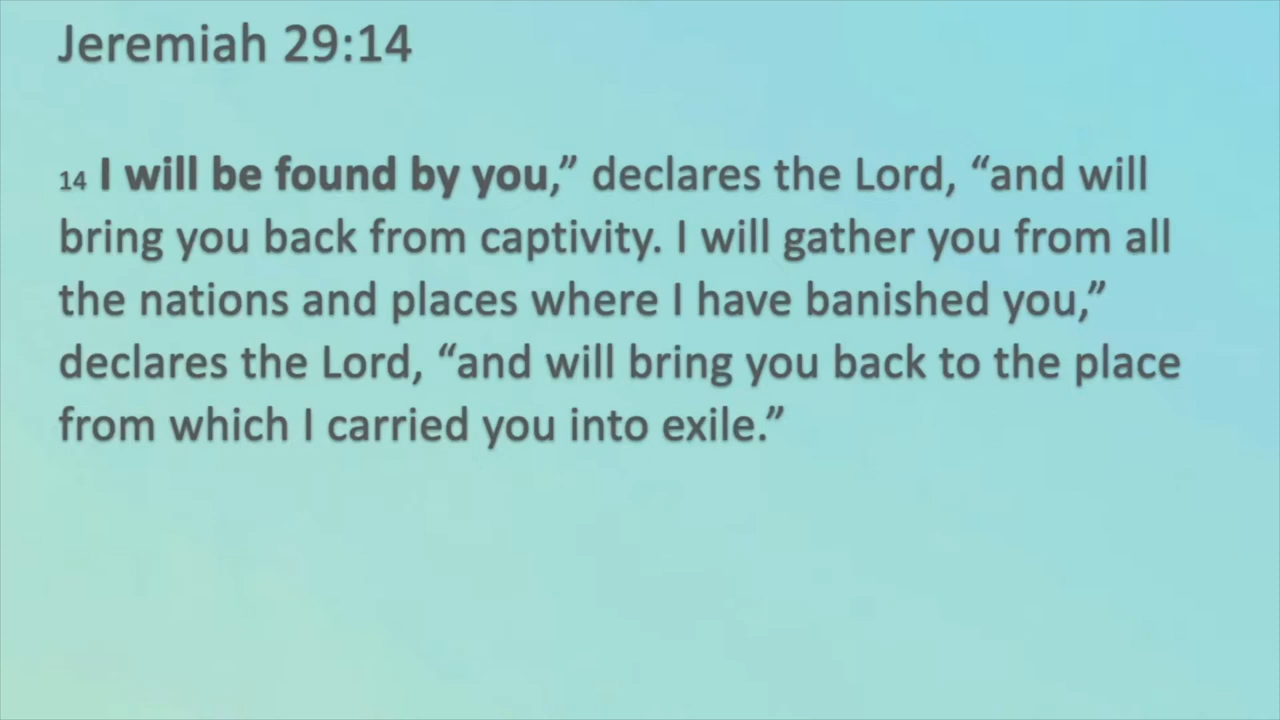 Jeremiah 29:14
14 I will be found by you,” declares the Lord, “and will
bring you back from captivity. I will gather you from all
the nations and places where I have banished you,”
declares the Lord, “and will bring you back to the place
from which I carried you into exile.”